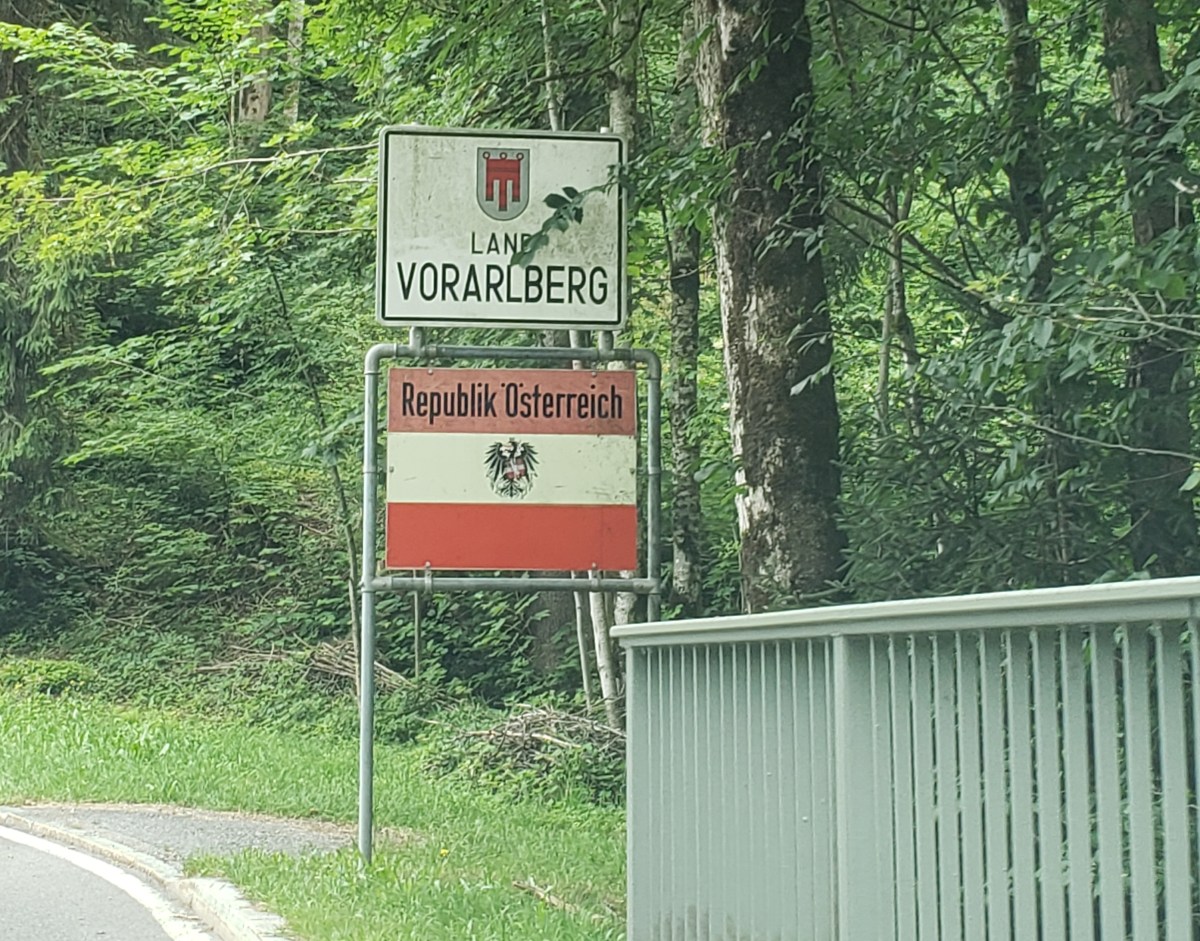 LAND
VORARLBERG
Republik Österreich